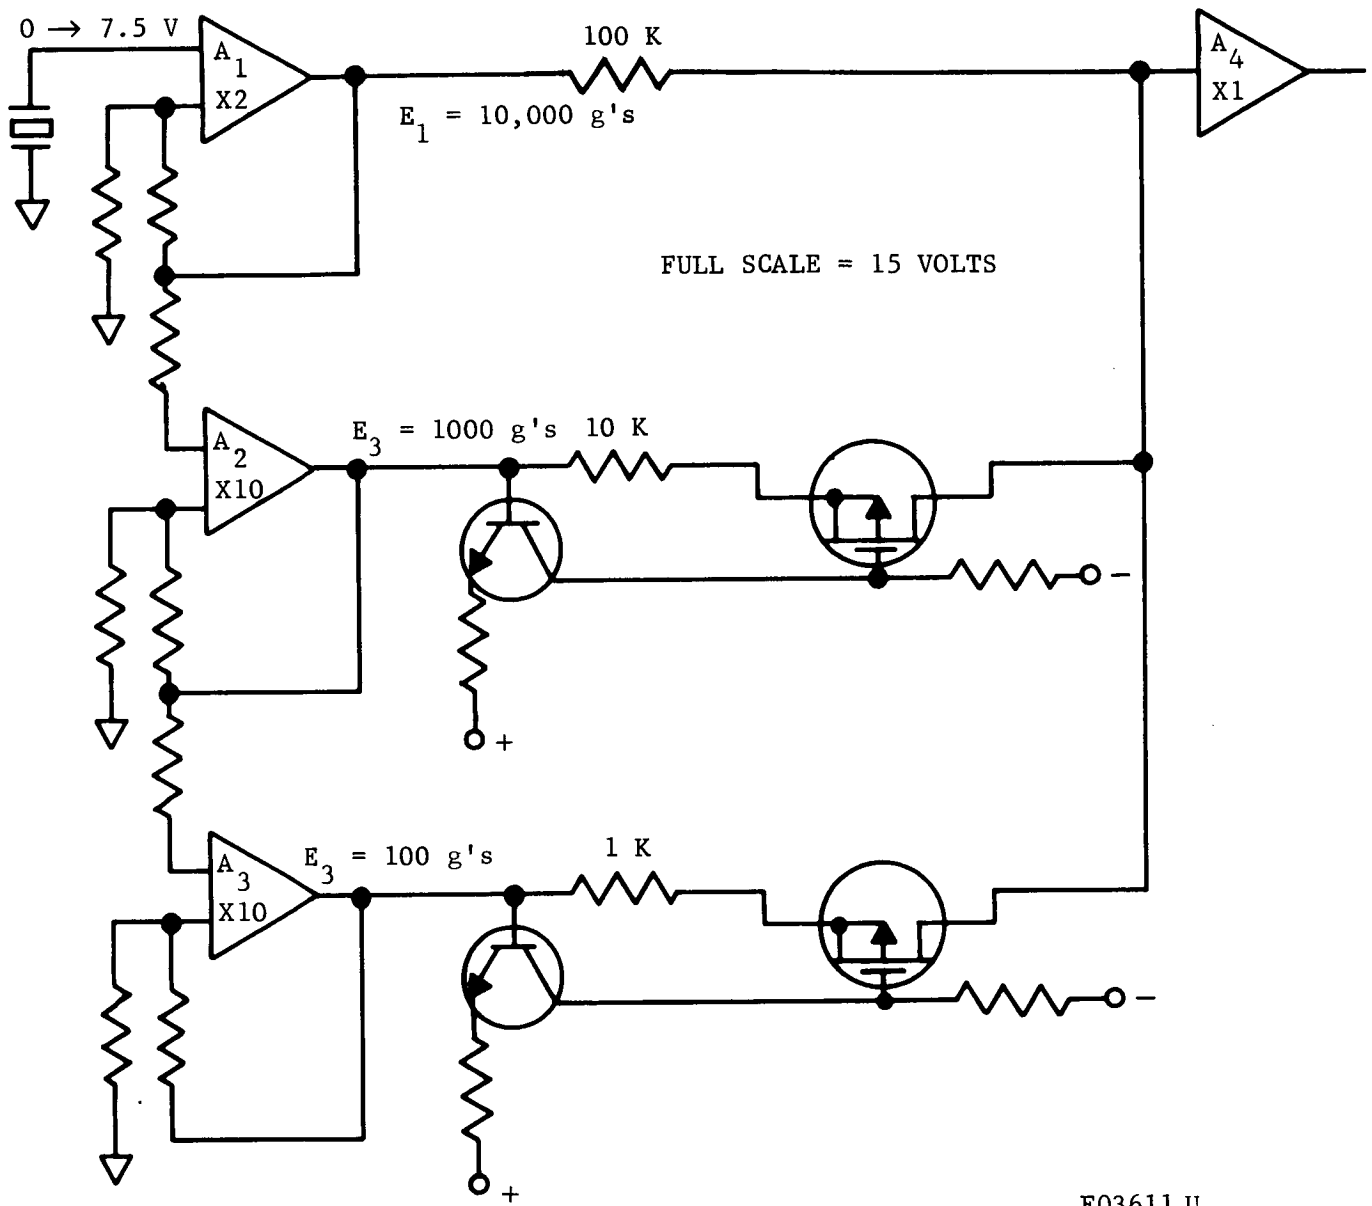 0 → 7.5 V
A1
X2
100 K
E1 = 10,000 g's
A4
X1
FULL SCALE = 15 VOLTS
A2
X10
E3 = 1000 g's
10 K
−
+
A3
X10
E3 = 100 g's
1 K
−
+